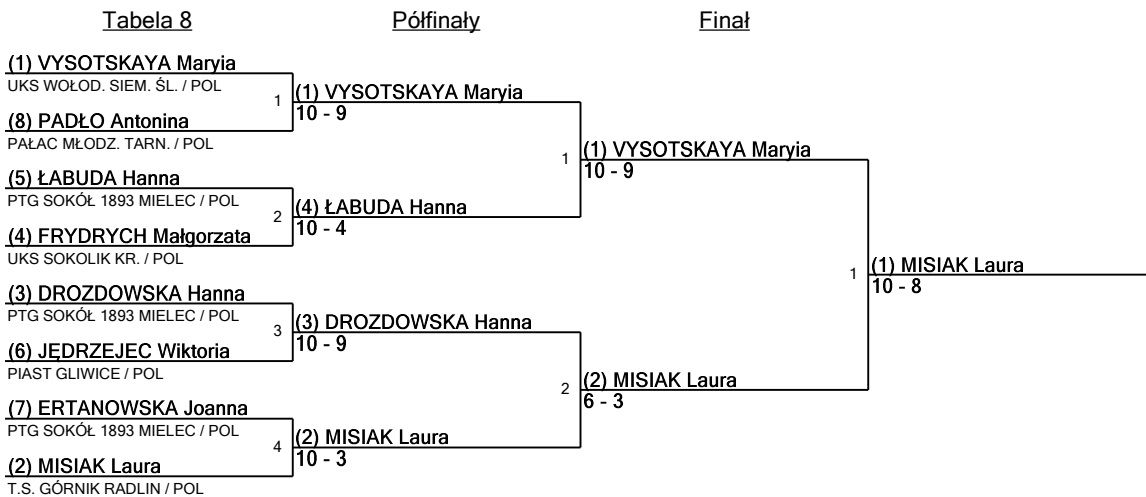 Tabela 8
Półfinały
Finał
(1) VYSOTSKAYA Maryia
UKS WOŁOD. SIEM. ŚL. / POL
1
(8) PADŁO Antonina
PAŁAC MŁODZ. TARN. / POL
(5) ŁABUDA Hanna
PTG SOKÓŁ 1893 MIELEC / POL
2
(4) FRYDRYCH Małgorzata
UKS SOKOLIK KR. / POL
(3) DROZDOWSKA Hanna
PTG SOKÓŁ 1893 MIELEC / POL
3
(6) JĘDRZEJEC Wiktoria
PIAST GLIWICE / POL
(7) ERTANOWSKA Joanna
PTG SOKÓŁ 1893 MIELEC / POL
4
(2) MISIAK Laura
T.S. GÓRNIK RADLIN / POL
(1) VYSOTSKAYA Maryia
10 - 9
1
(4) ŁABUDA Hanna
10 - 4
(3) DROZDOWSKA Hanna
10 - 9
2
(2) MISIAK Laura
10 - 3
(1) VYSOTSKAYA Maryia
10 - 9
1
(2) MISIAK Laura
6 - 3
(1) MISIAK Laura
10 - 8